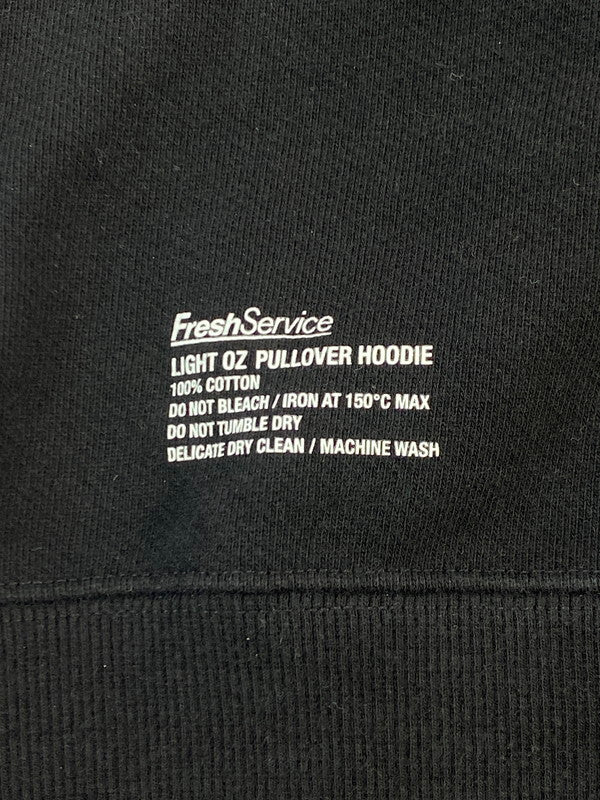 FreshService
LIGHT OZ PULLOVER HOODIE
100% COTTON
DO NOT BLEACH / IRON AT 150°C MAX
DO NOT TUMBLE DRY
DELICATE DRY CLEAN / MACHINE WASH